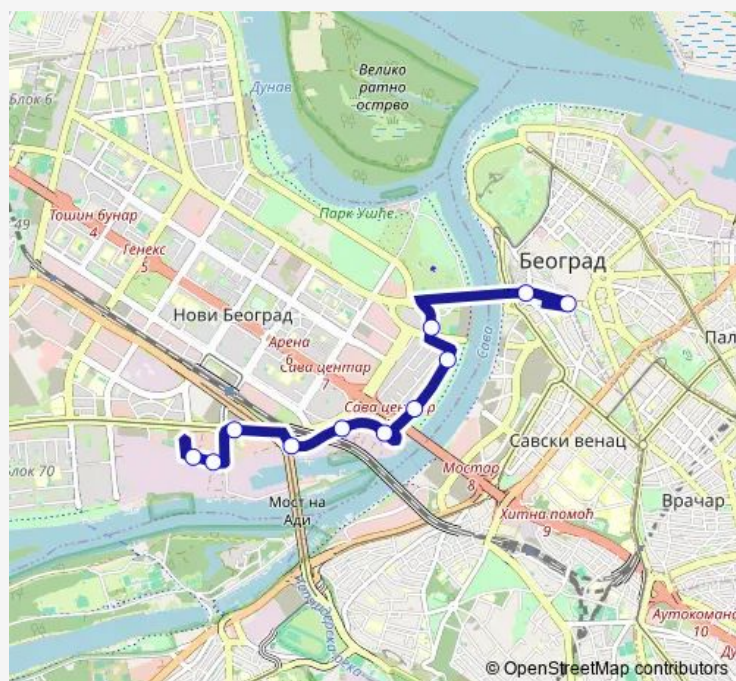 Блок 6
Дунав
Велико
ратно
острво
49
Тошин бунар
4
Генекс
5
Парк Ушће
Београд
Нови Београд
Сава
Арена
6
Сава центар
7
Сава центар
Савски венац
Блок 70
Мостар
8
Врачар
Мост на
Ади
Хитна помоћ
9
Аутокоманда
10
© OpenStreetMap contributors